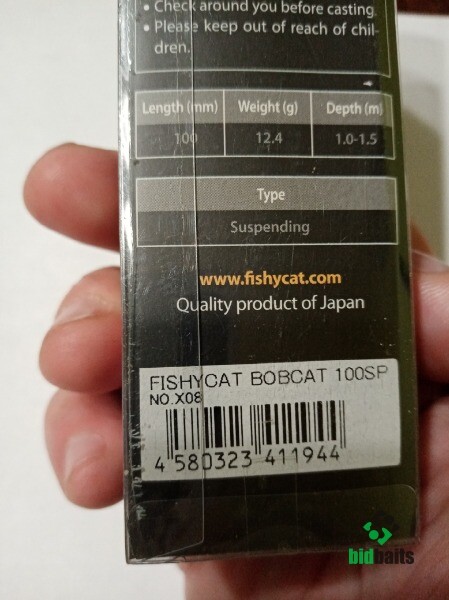 • Check around you before casting.
• Please keep out of reach of chil-
dren.
Length (mm) Weight (g) Depth (m)
100 12.4 1.0-1.5
Type
Suspending
www.fishycat.com
Quality product of Japan
FISHYCAT BOBCAT 100SP
NO.X08
4 580323 411944
bidbaits